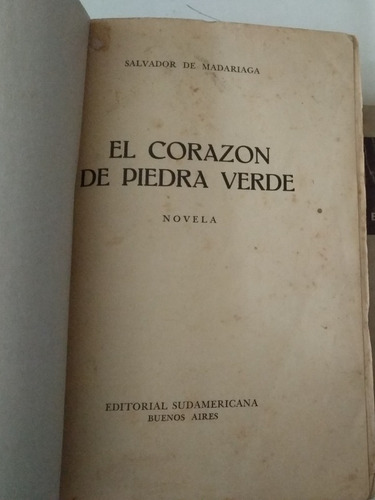 SALVADOR DE MADARIAGA
EL CORAZON
DE PIEDRA VERDE
NOVELA
EDITORIAL SUDAMERICANA
BUENOS AIRES